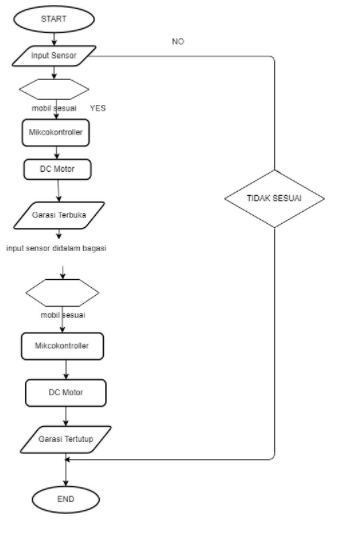 START
NO
Input Sensor
mobil sesuai YES
Mikcokontroller
DC Motor
TIDAK SESUAI
Garasi Terbuka
input sensor didalam bagasi
mobil sesuai
Mikcokontroller
DC Motor
Garasi Tertutup
END